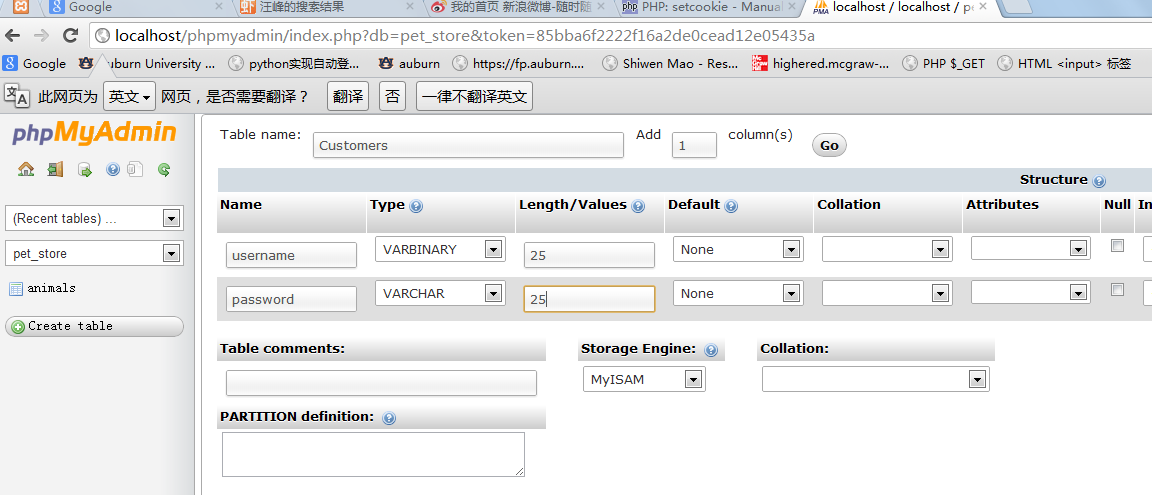 Google
汪峰的搜索结果
我的首页 新浪微博-随时随
PHP: setcookie - Manual
localhost / localhost / pe
localhost/phpmyadmin/index.php?db=pet_store&token=85bba6f2222f16a2de0cead12e05435a
Google Auburn University ... python实现自动登... auburn https://fp.auburn.... Shiwen Mao - Res... highered.mcgraw-... PHP $_GET HTML <input> 标签
此网页为 英文 网页，是否需要翻译？ 翻译 否 一律不翻译英文
phpMyAdmin
(Recent tables) ...
pet_store
animals
Create table
Table name: Customers Add 1 column(s) Go
Structure
Name Type Length/Values Default Collation Attributes Null In
username VARBINARY 25 None
password VARCHAR 25 None
Table comments: Storage Engine: Collation:
MyISAM
PARTITION definition: